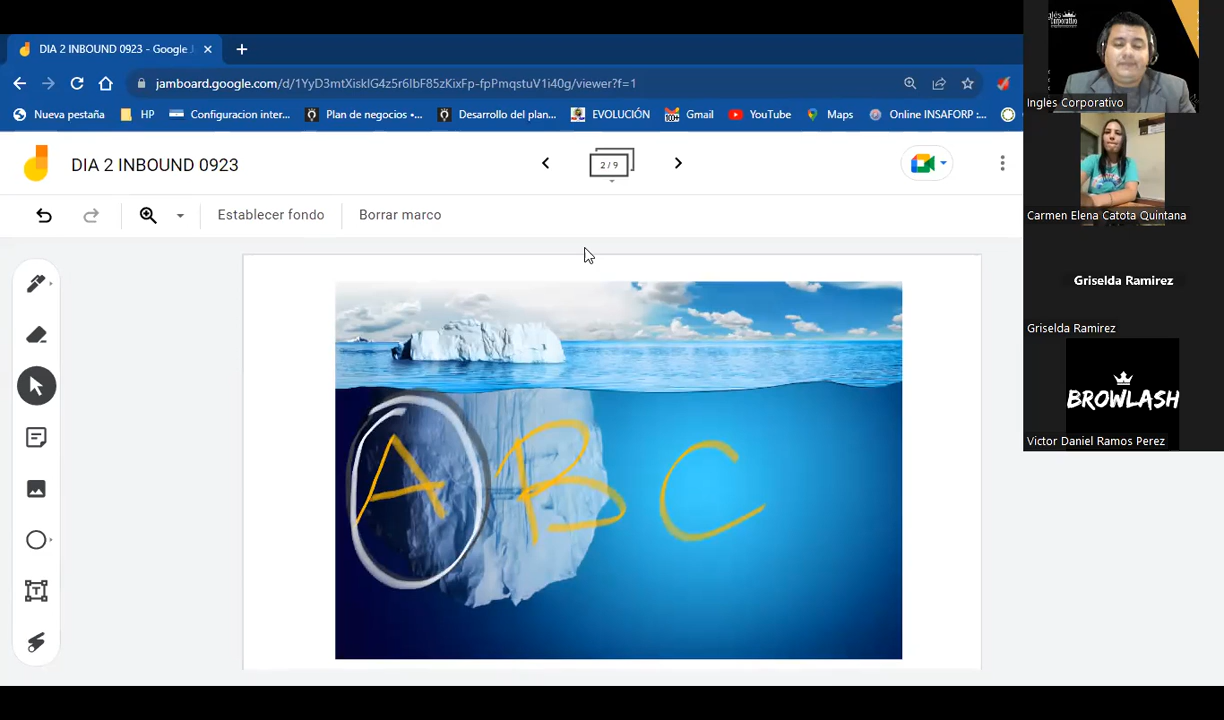 DIA 2 INBOUND 0923 - Google J
jamboard.google.com/d/1YyD3mtXisklG4z5r6IbF85zKixFp-fpPmqstuV1i40g/viewer?f=1
Nueva pestaña
HP
Configuracion inter...
Plan de negocios •...
Desarrollo del plan...
EVOLUCIÓN
100+
Gmail
YouTube
Maps
Online INSAFORP :...
DIA 2 INBOUND 0923
2 / 9
Establecer fondo
Borrar marco
A B C
Ingles Corporativo
Carmen Elena Catota Quintana
Griselda Ramirez
Griselda Ramirez
BROWLASH
Victor Daniel Ramos Perez